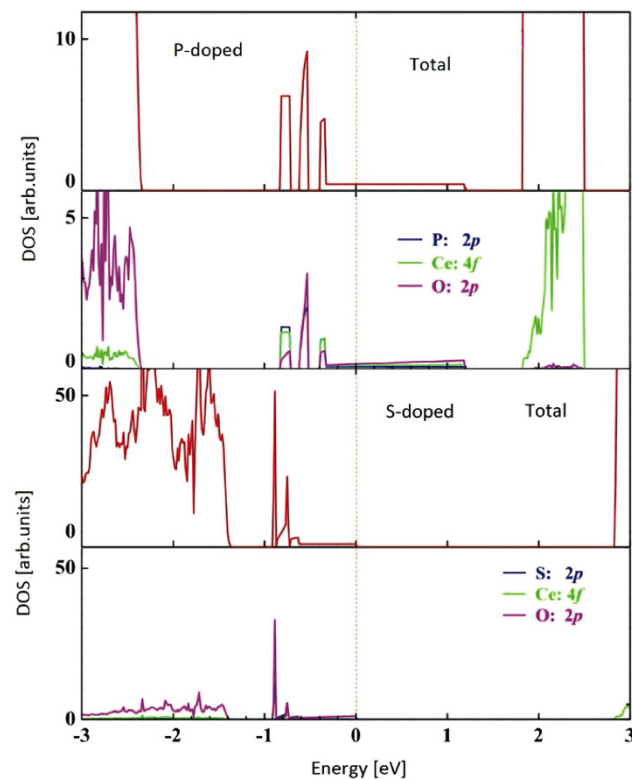 10
P-doped
Total
0
DOS [arb.units]
5
P: 2p
Ce: 4f
O: 2p
0
50
S-doped
Total
0
DOS [arb.units]
50
S: 2p
Ce: 4f
O: 2p
0
-3 -2 -1 0 1 2 3
Energy [eV]